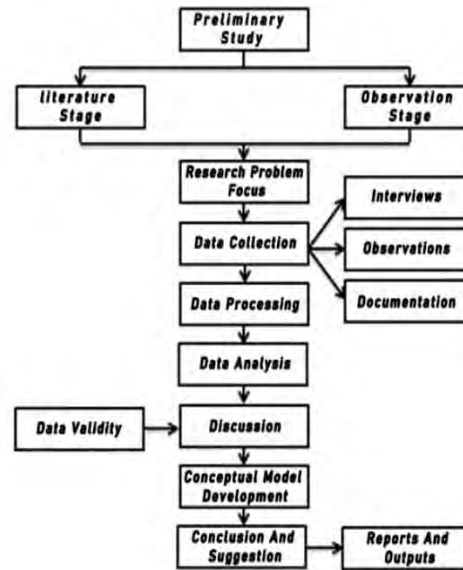 Preliminary
Study
literature
Stage
Observation
Stage
Research Problem
Focus
Interviews
Data Collection
Observations
Documentation
Data Processing
Data Analysis
Data Validity
Discussion
Conceptual Model
Development
Conclusion And
Suggestion
Reports And
Outputs